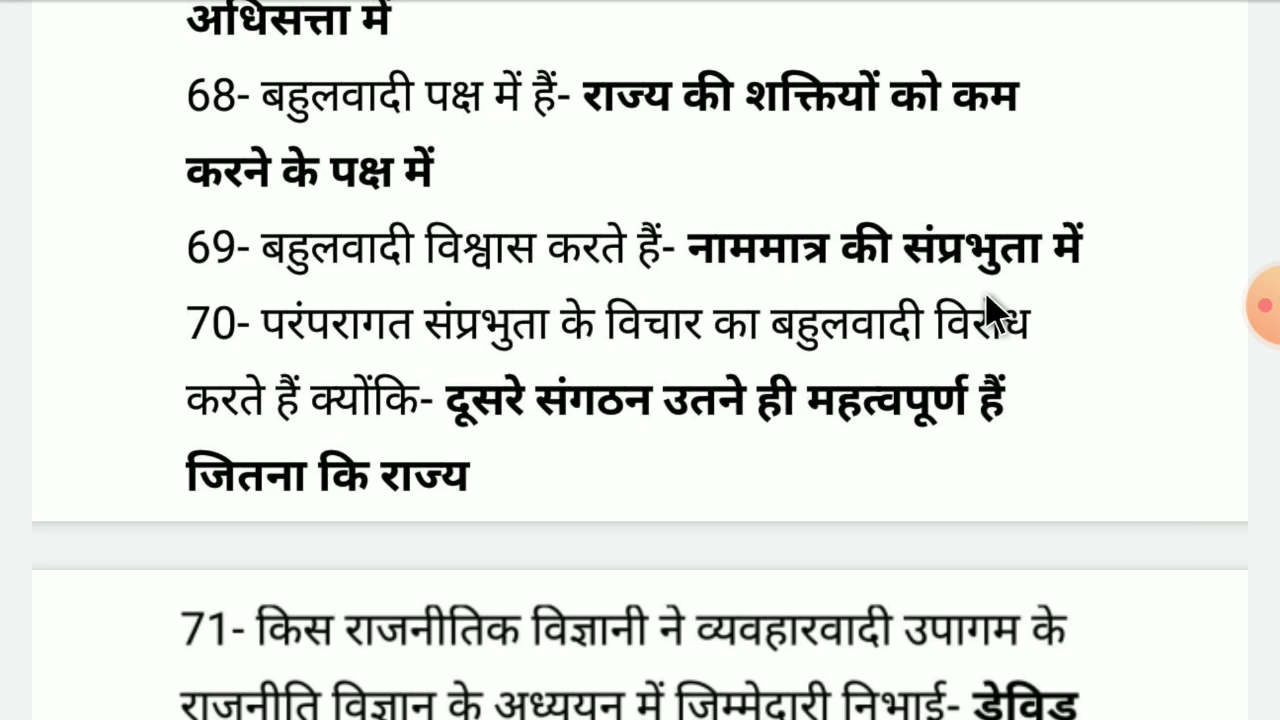 अधिसत्ता में
68- बहुलवादी पक्ष में हैं- राज्य की शक्तियों को कम
करने के पक्ष में
69- बहुलवादी विश्वास करते हैं- नाममात्र की संप्रभुता में
70- परंपरागत संप्रभुता के विचार का बहुलवादी विरोध
करते हैं क्योंकि- दूसरे संगठन उतने ही महत्वपूर्ण हैं
जितना कि राज्य
71- किस राजनीतिक विज्ञानी ने व्यवहारवादी उपागम के
राजनीति विज्ञान के अध्ययन में जिम्मेदारी निभाई- डेविड